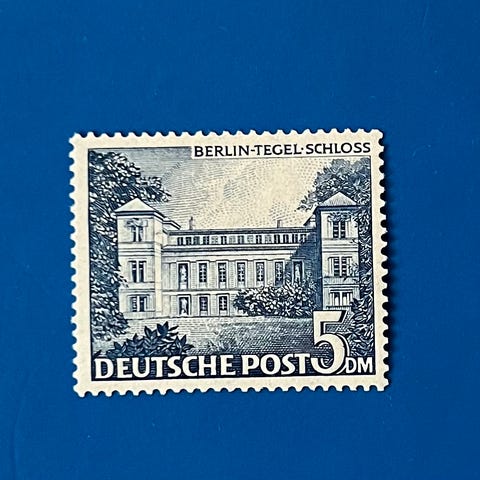 BERLIN-TEGEL·SCHLOSS
DEUTSCHE POST 5 DM